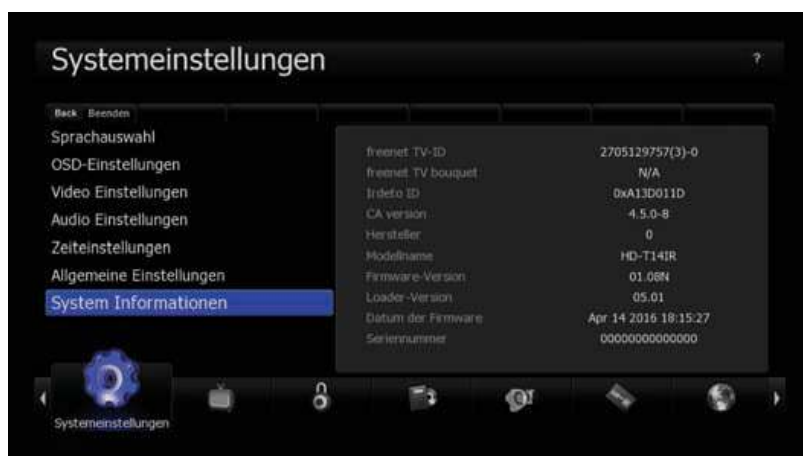 Systemeinstellungen
?
Back Beenden
Sprachauswahl
OSD-Einstellungen
Video Einstellungen
Audio Einstellungen
Zeiteinstellungen
Allgemeine Einstellungen
System Informationen
freenet TV-ID 2705129757(3)-0
freenet TV bouquet N/A
Irdeto ID 0xA13D011D
CA version 4.5.0-8
Hersteller 0
Modellname HD-T14IR
Firmware-Version 01.08N
Loader-Version 05.01
Datum der Firmware Apr 14 2016 18:15:27
Seriennummer 00000000000000
Systemeinstellungen